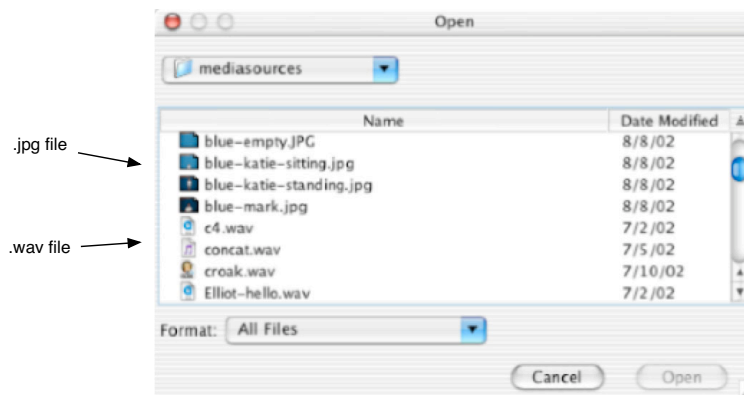 Open
mediasources
Name Date Modified
blue-empty.JPG 8/8/02
.jpg file
blue-katie-sitting.jpg 8/8/02
blue-katie-standing.jpg 8/8/02
blue-mark.jpg 8/8/02
c4.wav 7/2/02
.wav file
concat.wav 7/5/02
croak.wav 7/10/02
Elliot-hello.wav 7/2/02
Format: All Files
Cancel Open